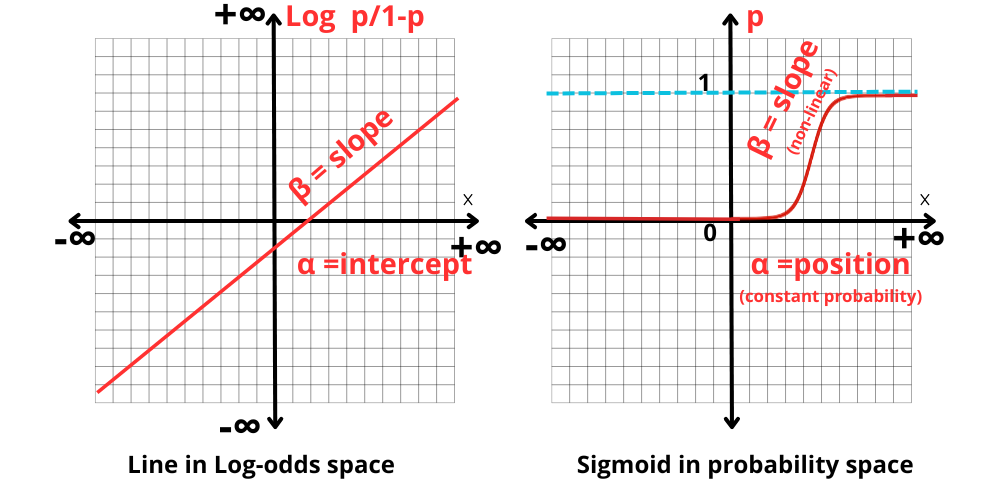 +∞
Log p/1-p
β = slope
x
-∞
+∞
α =intercept
-∞
Line in Log-odds space
p
1
β = slope
(non-linear)
x
0
-∞
+∞
α =position
(constant probability)
Sigmoid in probability space